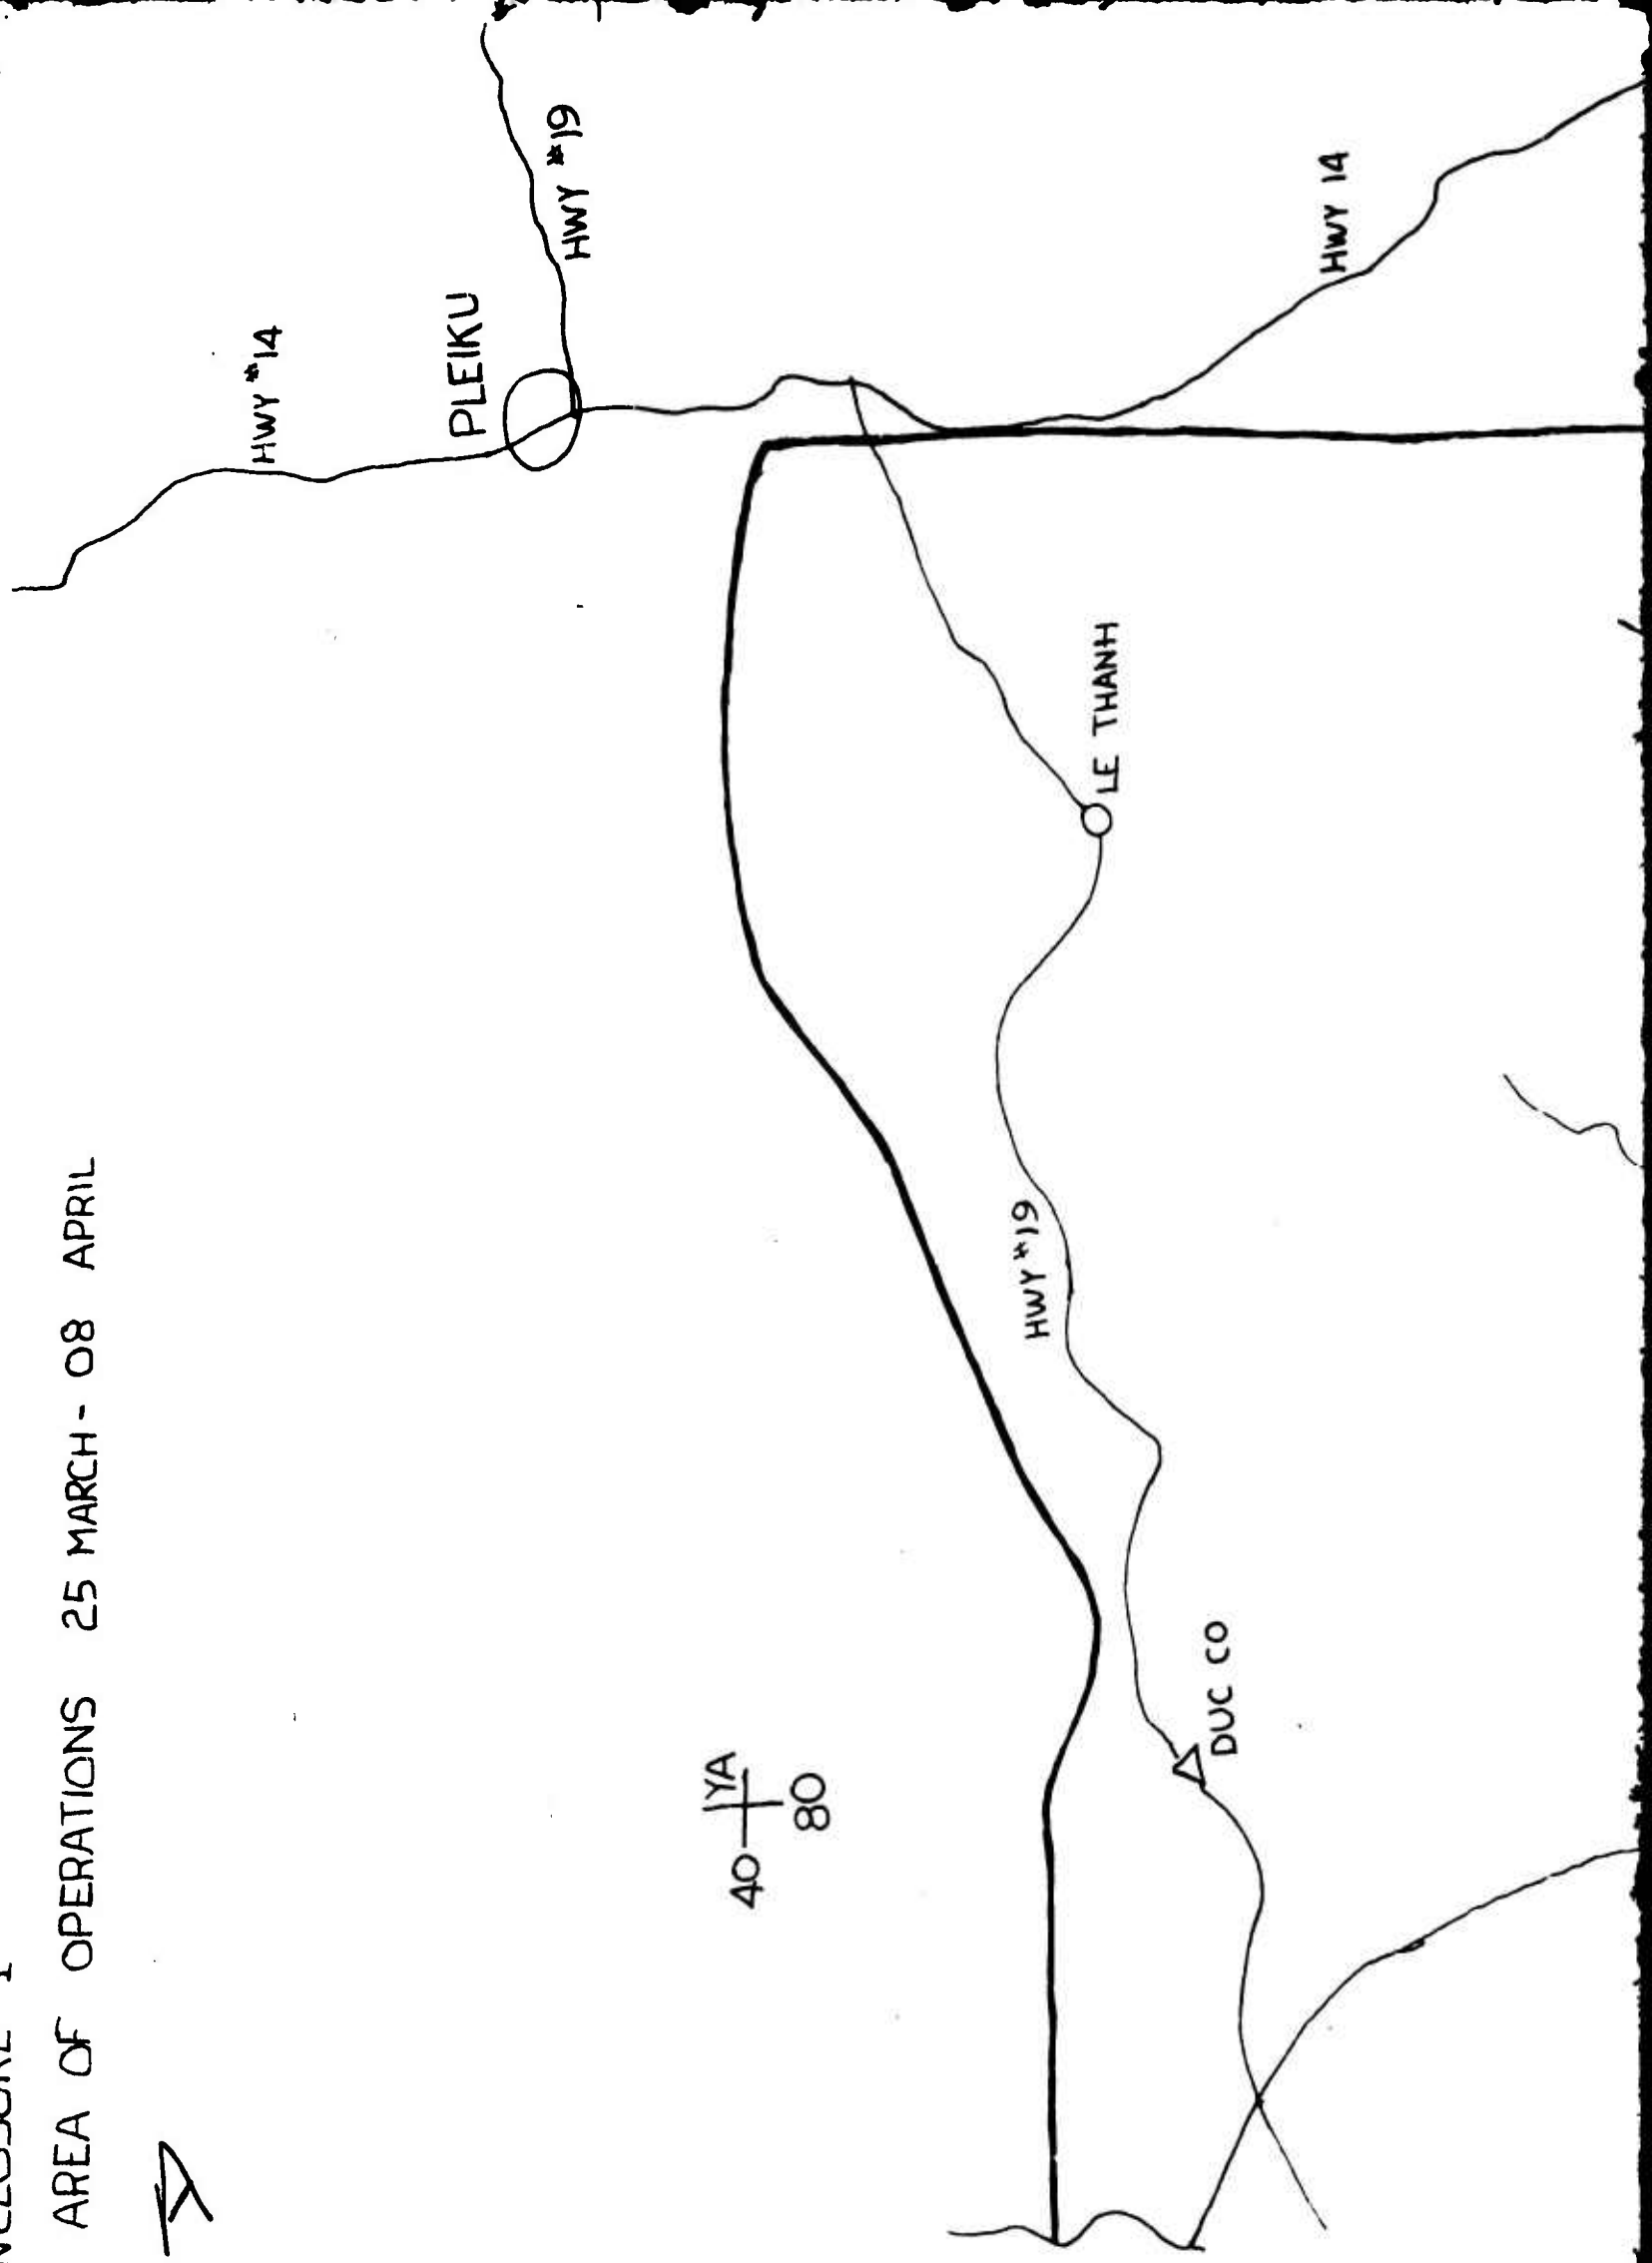 AREA OF OPERATIONS 25 MARCH - 08 APRIL
HWY #14
PLEIKU
HWY #19
40 YA
80
HWY #19
LE THANH
DUC CO
HWY 14